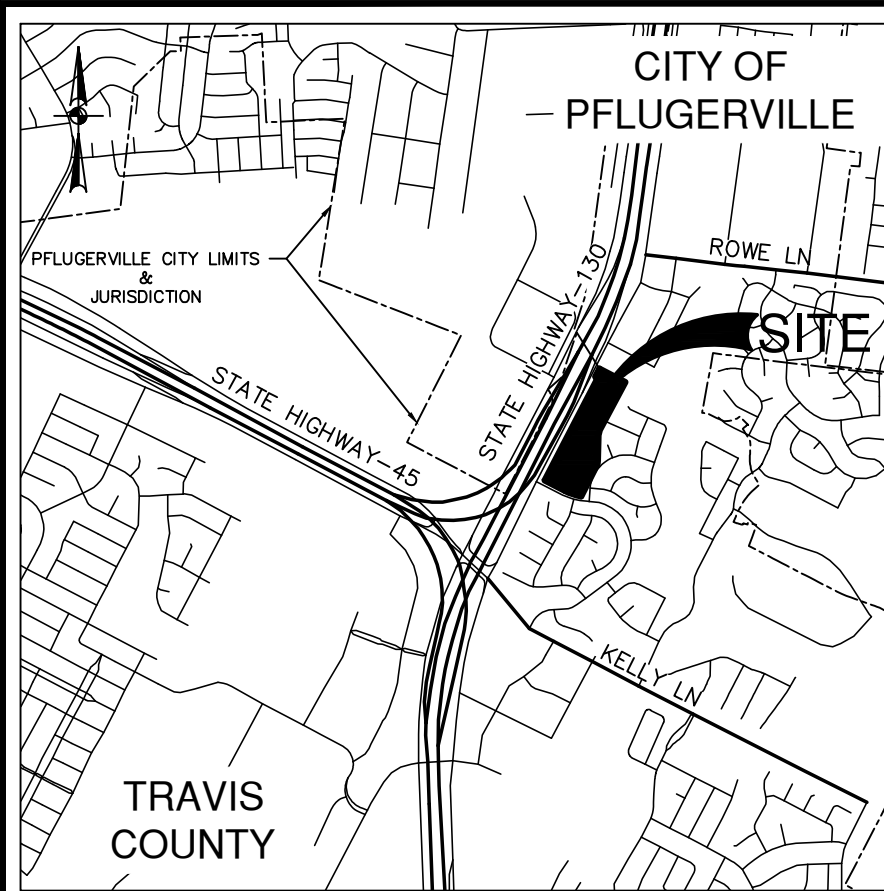 CITY OF
PFLUGERVILLE
ROWE LN
PFLUGERVILLE CITY LIMITS
&
JURISDICTION
STATE HIGHWAY-130
SITE
STATE HIGHWAY-45
KELLY LN
TRAVIS
COUNTY